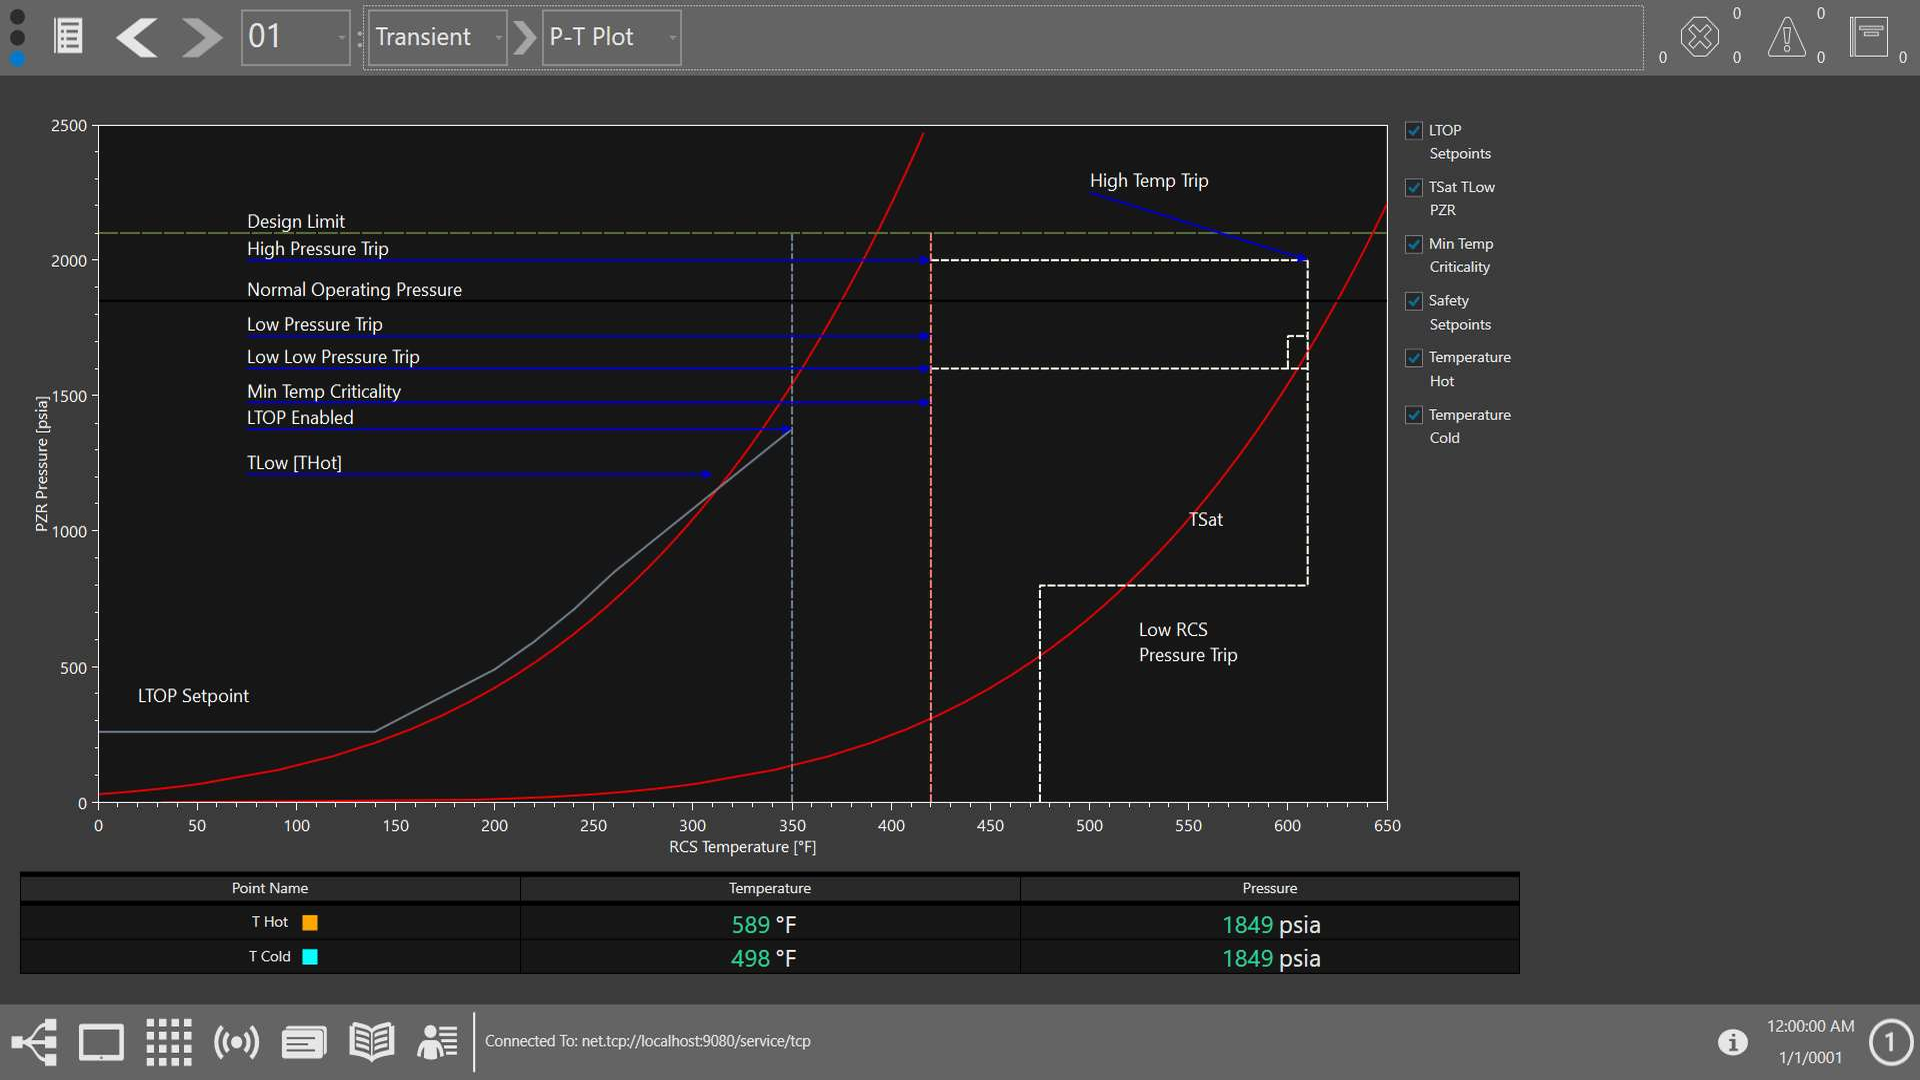 01
:
Transient
P-T Plot
0
0
0
0
0
0
2500
2000
1500
1000
500
0
PZR Pressure [psia]
Design Limit
High Pressure Trip
Normal Operating Pressure
Low Pressure Trip
Low Low Pressure Trip
Min Temp Criticality
LTOP Enabled
TLow [THot]
LTOP Setpoint
High Temp Trip
TSat
Low RCS
Pressure Trip
0 50 100 150 200 250 300 350 400 450 500 550 600 650
RCS Temperature [°F]
LTOP
Setpoints
TSat TLow
PZR
Min Temp
Criticality
Safety
Setpoints
Temperature
Hot
Temperature
Cold
Point Name Temperature Pressure
T Hot 589 °F 1849 psia
T Cold 498 °F 1849 psia
Connected To: net.tcp://localhost:9080/service/tcp
12:00:00 AM
1/1/0001
1